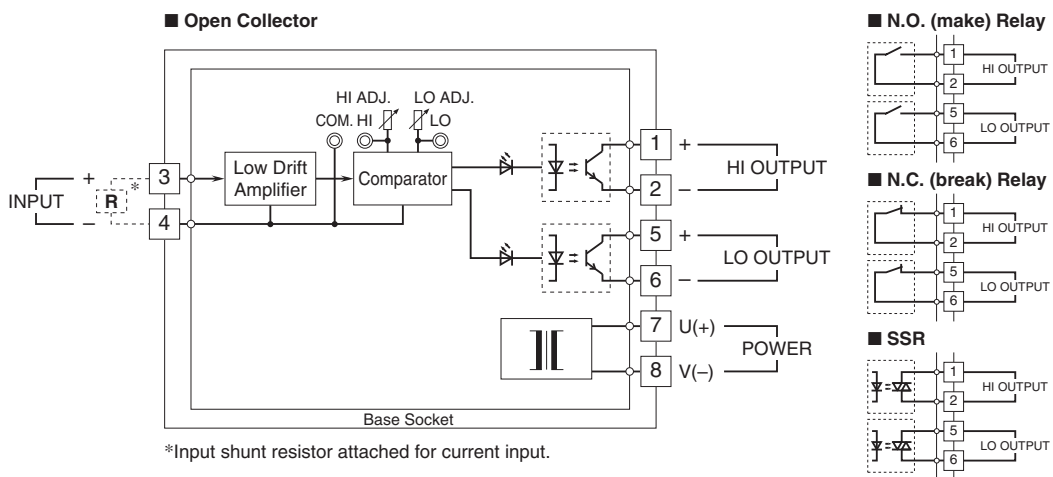 ■ Open Collector
HI ADJ. LO ADJ.
COM. HI LO
Low Drift
Amplifier
Comparator
INPUT
+
–
R
*
3
4
1 +
2 –
HI OUTPUT
5 +
6 –
LO OUTPUT
7 U(+)
8 V(–)
POWER
Base Socket
*Input shunt resistor attached for current input.
■ N.O. (make) Relay
1
2
HI OUTPUT
5
6
LO OUTPUT
■ N.C. (break) Relay
1
2
HI OUTPUT
5
6
LO OUTPUT
■ SSR
1
2
HI OUTPUT
5
6
LO OUTPUT